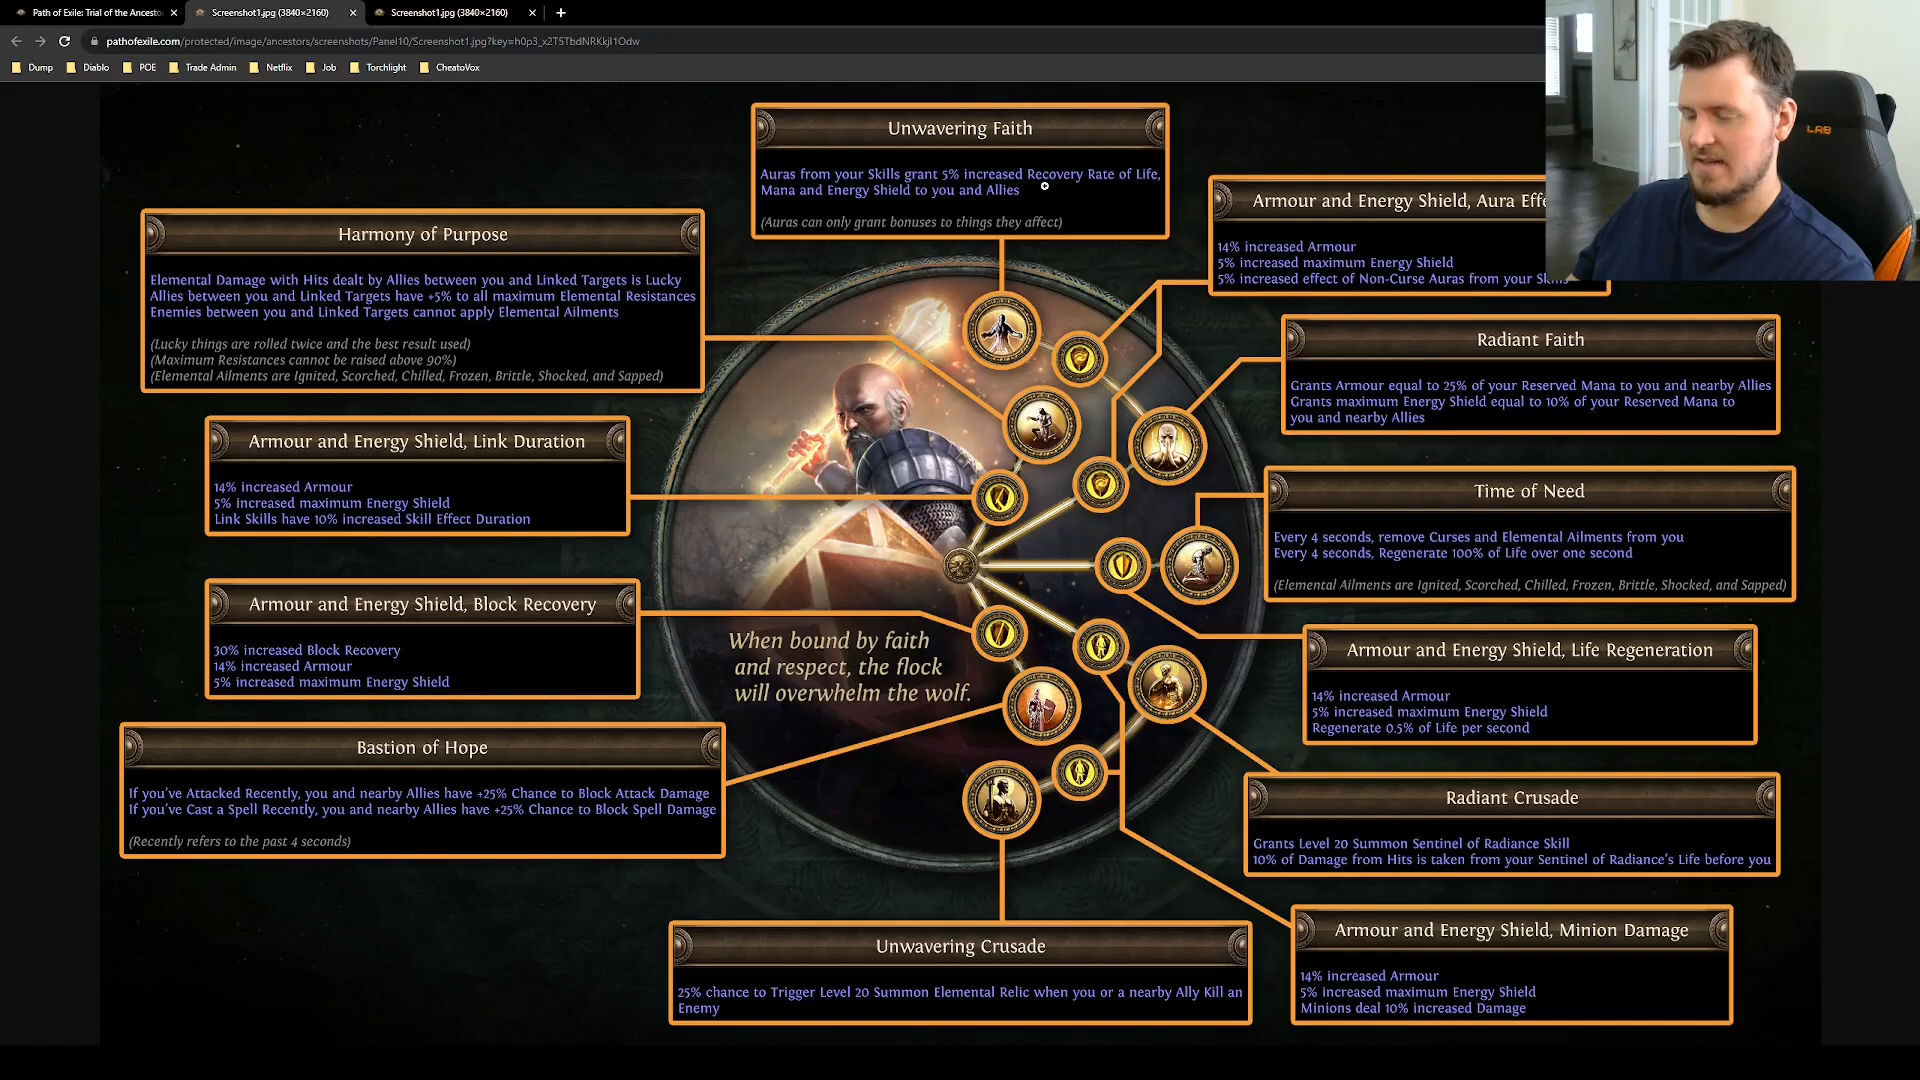 Path of Exile: Trial of the Ancesto
Screenshot1.jpg (3840×2160)
Screenshot1.jpg (3840×2160)
pathofexile.com/protected/image/ancestors/screenshots/Panel10/Screenshot1.jpg?key=h0p3_x2T5TbdNRKkjI1Odw
Dump
Diablo
POE
Trade Admin
Netflix
Job
Torchlight
CheatoVox
LAB
Unwavering Faith
Auras from your Skills grant 5% increased Recovery Rate of Life,
Mana and Energy Shield to you and Allies
(Auras can only grant bonuses to things they affect)
Armour and Energy Shield, Aura Effe
14% increased Armour
5% increased maximum Energy Shield
5% increased effect of Non-Curse Auras from your Skills
Harmony of Purpose
Elemental Damage with Hits dealt by Allies between you and Linked Targets is Lucky
Allies between you and Linked Targets have +5% to all maximum Elemental Resistances
Enemies between you and Linked Targets cannot apply Elemental Ailments
(Lucky things are rolled twice and the best result used)
(Maximum Resistances cannot be raised above 90%)
(Elemental Ailments are Ignited, Scorched, Chilled, Frozen, Brittle, Shocked, and Sapped)
Radiant Faith
Grants Armour equal to 25% of your Reserved Mana to you and nearby Allies
Grants maximum Energy Shield equal to 10% of your Reserved Mana to
you and nearby Allies
Armour and Energy Shield, Link Duration
14% increased Armour
5% increased maximum Energy Shield
Link Skills have 10% increased Skill Effect Duration
Time of Need
Every 4 seconds, remove Curses and Elemental Ailments from you
Every 4 seconds, Regenerate 100% of Life over one second
(Elemental Ailments are Ignited, Scorched, Chilled, Frozen, Brittle, Shocked, and Sapped)
Armour and Energy Shield, Block Recovery
30% increased Block Recovery
14% increased Armour
5% increased maximum Energy Shield
When bound by faith
and respect, the flock
will overwhelm the wolf.
Armour and Energy Shield, Life Regeneration
14% increased Armour
5% increased maximum Energy Shield
Regenerate 0.5% of Life per second
Bastion of Hope
If you've Attacked Recently, you and nearby Allies have +25% Chance to Block Attack Damage
If you've Cast a Spell Recently, you and nearby Allies have +25% Chance to Block Spell Damage
(Recently refers to the past 4 seconds)
Radiant Crusade
Grants Level 20 Summon Sentinel of Radiance Skill
10% of Damage from Hits is taken from your Sentinel of Radiance's Life before you
Unwavering Crusade
25% chance to Trigger Level 20 Summon Elemental Relic when you or a nearby Ally Kill an
Enemy
Armour and Energy Shield, Minion Damage
14% increased Armour
5% increased maximum Energy Shield
Minions deal 10% increased Damage